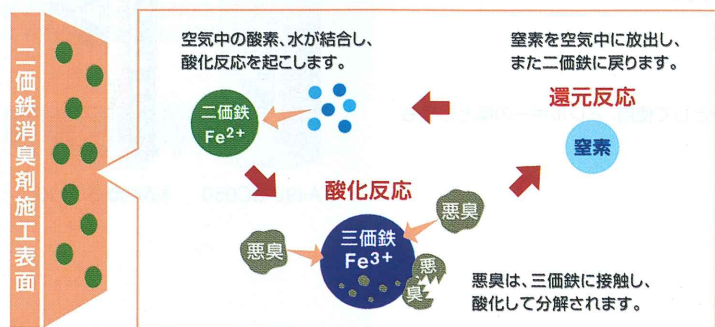 二価鉄消臭剤施工表面
空気中の酸素、水が結合し、
酸化反応を起こします。
窒素を空気中に放出し、
また二価鉄に戻ります。
二価鉄
Fe2+
還元反応
窒素
酸化反応
悪臭
悪臭
三価鉄
Fe3+
悪
臭
悪臭は、三価鉄に接触し、
酸化して分解されます。